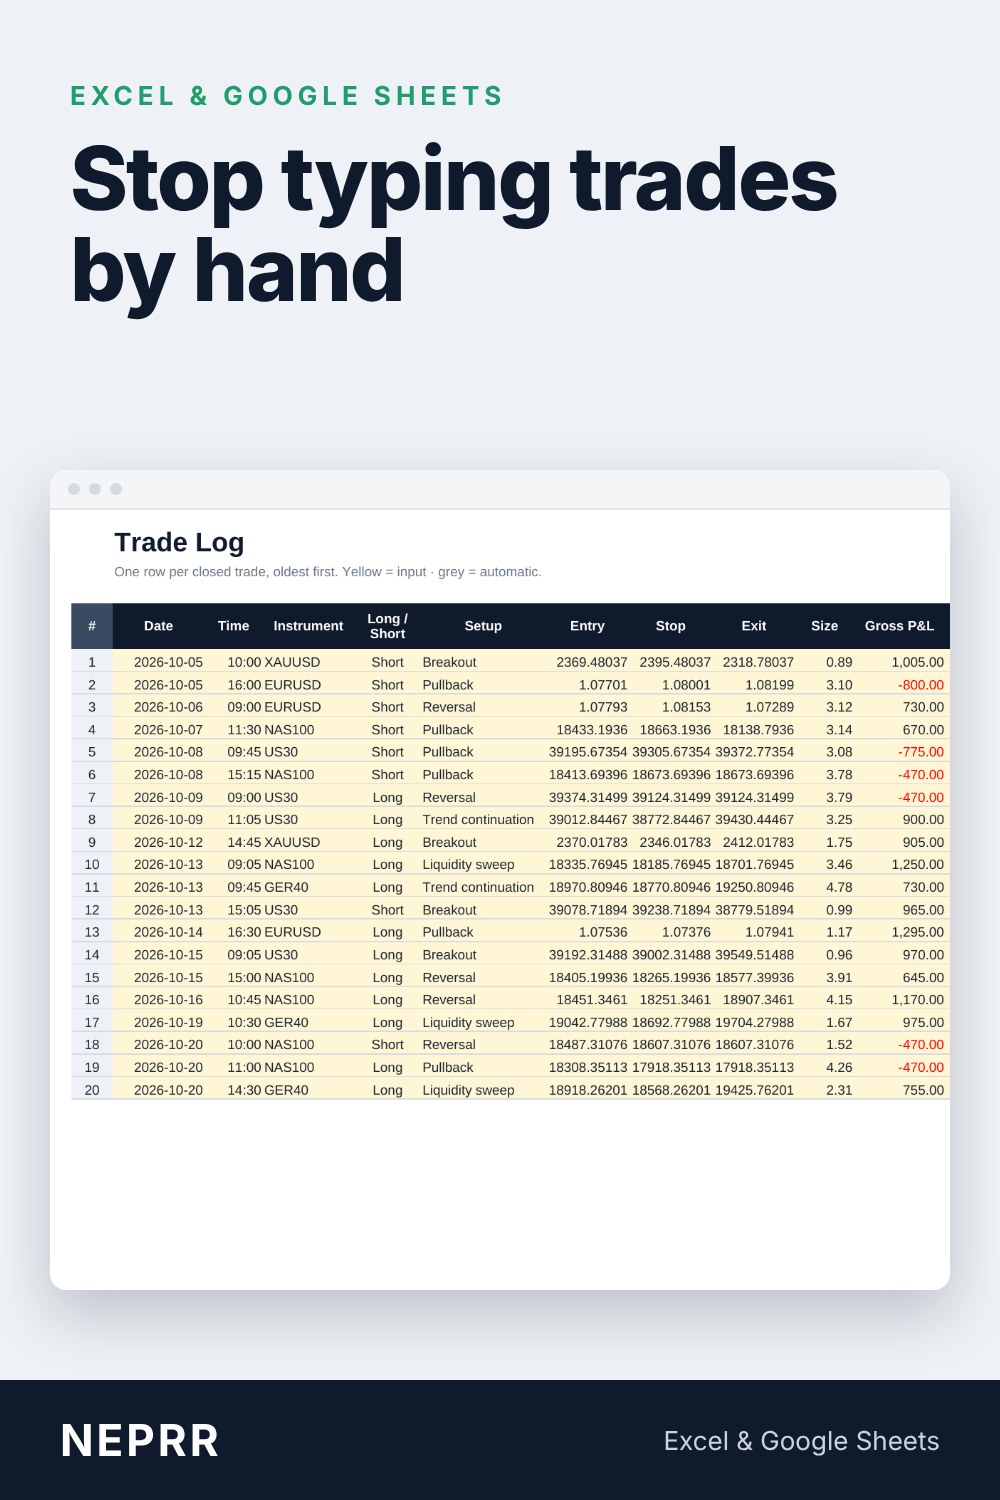 EXCEL & GOOGLE SHEETS
Stop typing trades
by hand
Trade Log
One row per closed trade, oldest first. Yellow = input · grey = automatic.
# Date Time Instrument Long / Short Setup Entry Stop Exit Size Gross P&L
1 2026-10-05 10:00 XAUUSD Short Breakout 2369.48037 2395.48037 2318.78037 0.89 1,005.00
2 2026-10-05 16:00 EURUSD Short Pullback 1.07701 1.08001 1.08199 3.10 -800.00
3 2026-10-06 09:00 EURUSD Short Reversal 1.07793 1.08153 1.07289 3.12 730.00
4 2026-10-07 11:30 NAS100 Short Pullback 18433.1936 18663.1936 18138.7936 3.14 670.00
5 2026-10-08 09:45 US30 Short Pullback 39195.67354 39305.67354 39372.77354 3.08 -775.00
6 2026-10-08 15:15 NAS100 Short Pullback 18413.69396 18673.69396 18673.69396 3.78 -470.00
7 2026-10-09 09:00 US30 Long Reversal 39374.31499 39124.31499 39124.31499 3.79 -470.00
8 2026-10-09 11:05 US30 Long Trend continuation 39012.84467 38772.84467 39430.44467 3.25 900.00
9 2026-10-12 14:45 XAUUSD Long Breakout 2370.01783 2346.01783 2412.01783 1.75 905.00
10 2026-10-13 09:05 NAS100 Long Liquidity sweep 18335.76945 18185.76945 18701.76945 3.46 1,250.00
11 2026-10-13 09:45 GER40 Long Trend continuation 18970.80946 18770.80946 19250.80946 4.78 730.00
12 2026-10-13 15:05 US30 Short Breakout 39078.71894 39238.71894 38779.51894 0.99 965.00
13 2026-10-14 16:30 EURUSD Long Pullback 1.07536 1.07376 1.07941 1.17 1,295.00
14 2026-10-15 09:05 US30 Long Breakout 39192.31488 39002.31488 39549.51488 0.96 970.00
15 2026-10-15 15:00 NAS100 Long Reversal 18405.19936 18265.19936 18577.39936 3.91 645.00
16 2026-10-16 10:45 NAS100 Long Reversal 18451.3461 18251.3461 18907.3461 4.15 1,170.00
17 2026-10-19 10:30 GER40 Long Liquidity sweep 19042.77988 18692.77988 19704.27988 1.67 975.00
18 2026-10-20 10:00 NAS100 Short Reversal 18487.31076 18607.31076 18607.31076 1.52 -470.00
19 2026-10-20 11:00 NAS100 Long Pullback 18308.35113 17918.35113 17918.35113 4.26 -470.00
20 2026-10-20 14:30 GER40 Long Liquidity sweep 18918.26201 18568.26201 19425.76201 2.31 755.00
NEPRR
Excel & Google Sheets